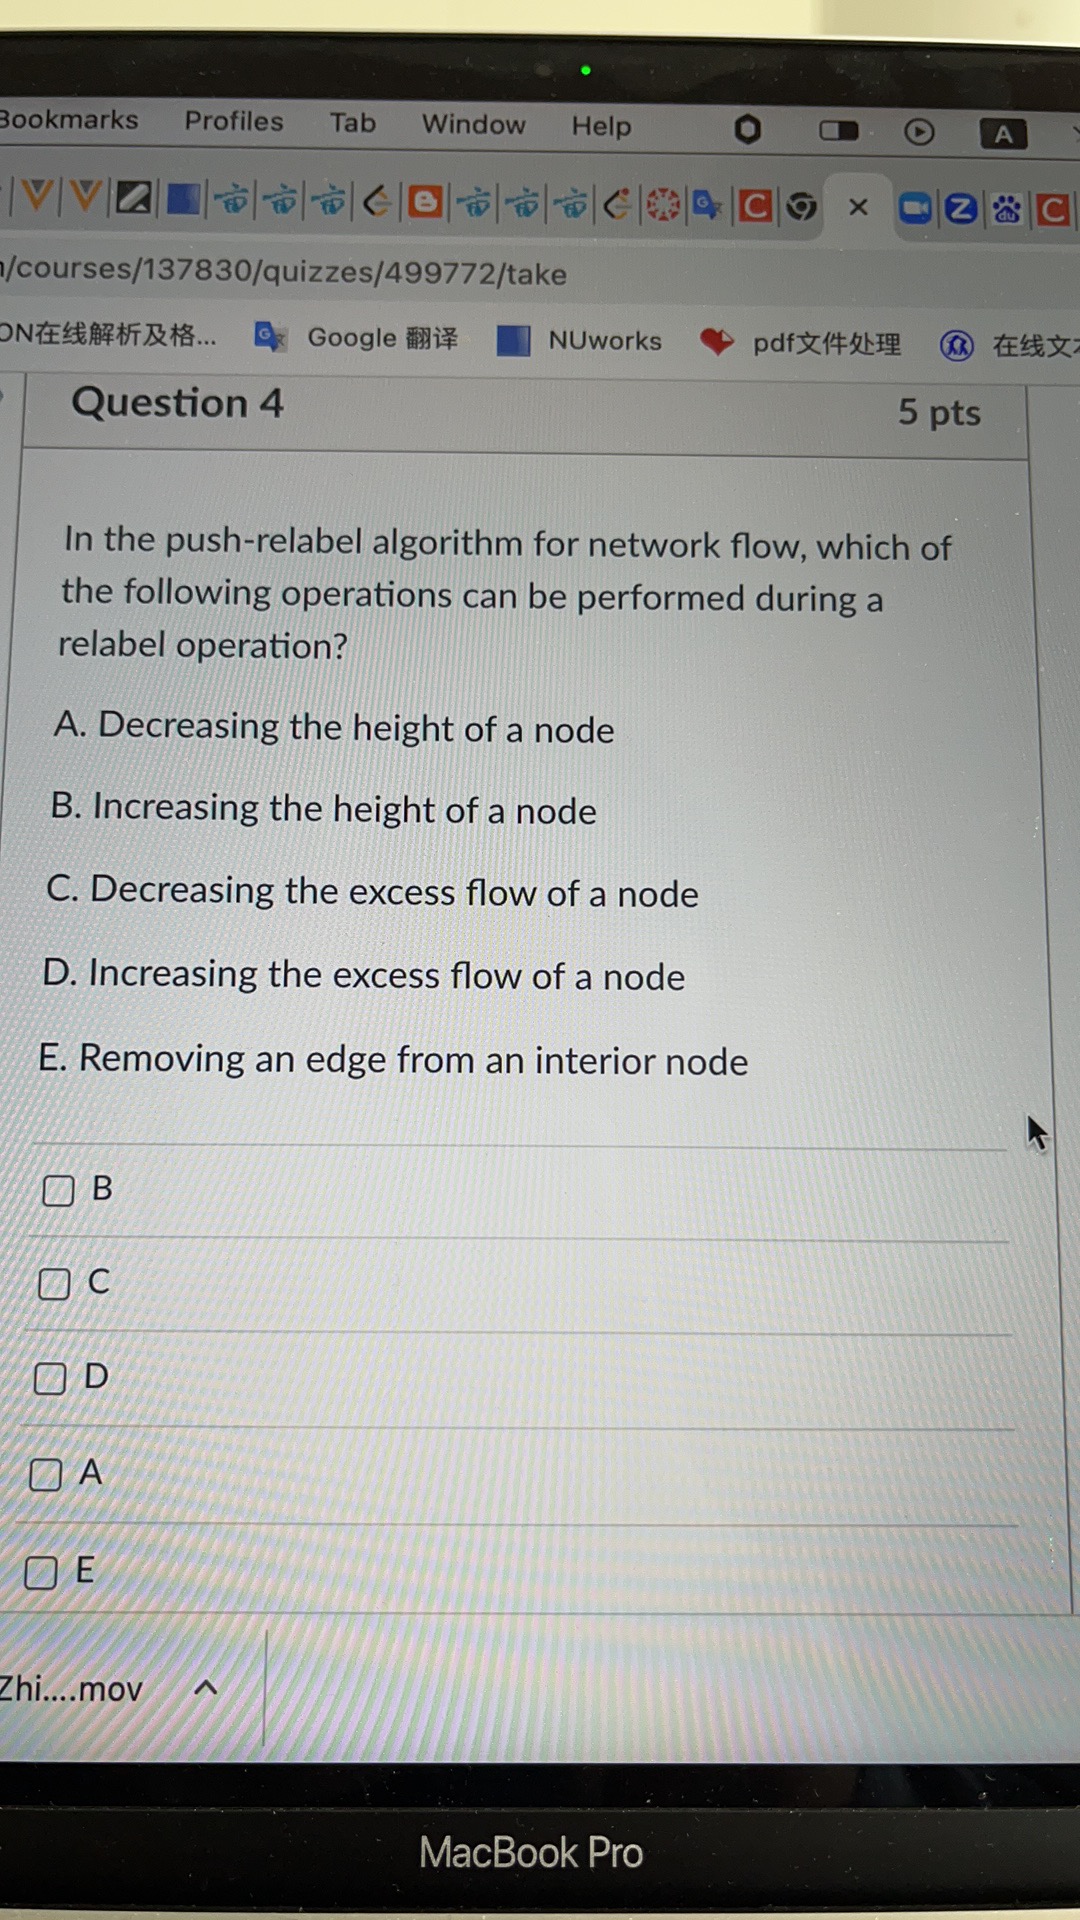 Bookmarks Profiles Tab Window Help A
/courses/137830/quizzes/499772/take
ON在线解析及格... Google 翻译 NUworks pdf文件处理 在线文
Question 4 5 pts
In the push-relabel algorithm for network flow, which of
the following operations can be performed during a
relabel operation?
A. Decreasing the height of a node
B. Increasing the height of a node
C. Decreasing the excess flow of a node
D. Increasing the excess flow of a node
E. Removing an edge from an interior node
B
C
D
A
E
Zhi....mov
MacBook Pro